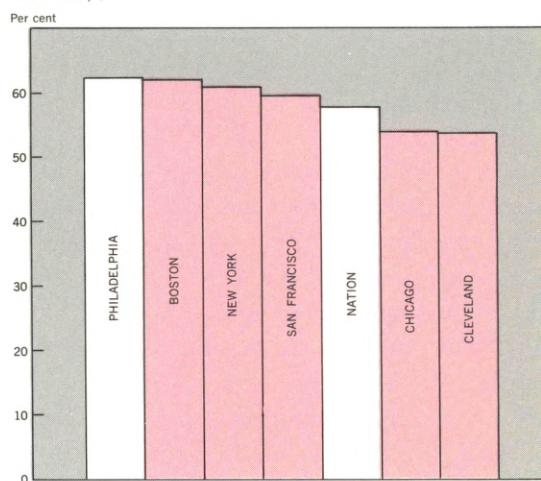 Per cent
60
50
40
30
20
10
0
PHILADELPHIA
BOSTON
NEW YORK
SAN FRANCISCO
NATION
CHICAGO
CLEVELAND